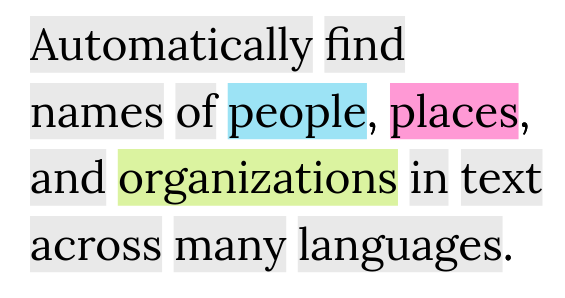 Automatically find
names of people, places,
and organizations in text
across many languages.